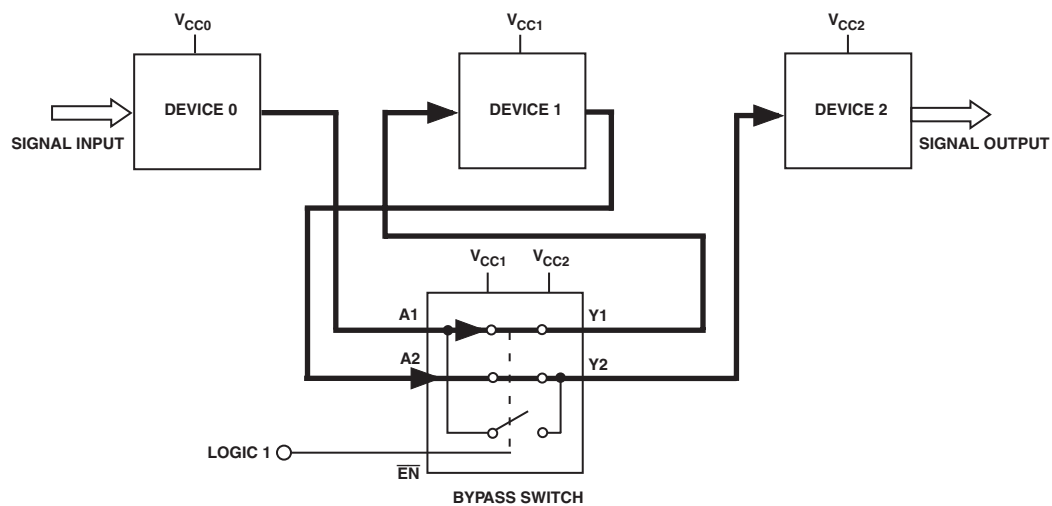 VCC0
VCC1
VCC2
DEVICE 0
DEVICE 1
DEVICE 2
SIGNAL INPUT
SIGNAL OUTPUT
VCC1
VCC2
A1
Y1
A2
Y2
LOGIC 1
EN
BYPASS SWITCH